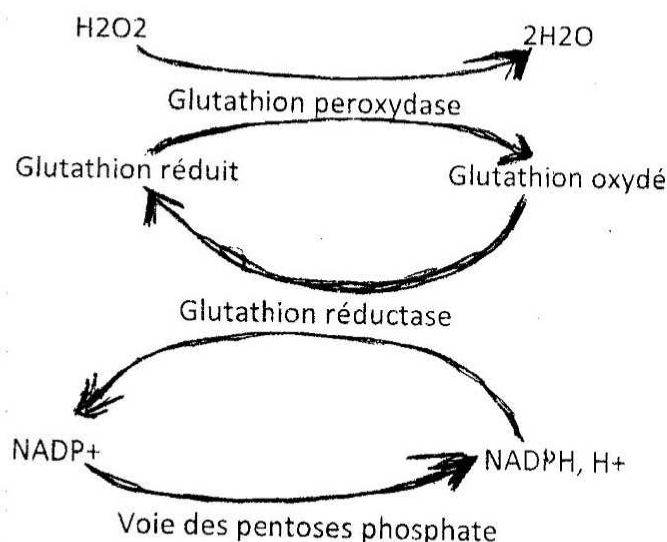 H2O2
2H2O
Glutathion peroxydase
Glutathion réduit
Glutathion oxydé
Glutathion réductase
NADP+
NADPH, H+
Voie des pentoses phosphate